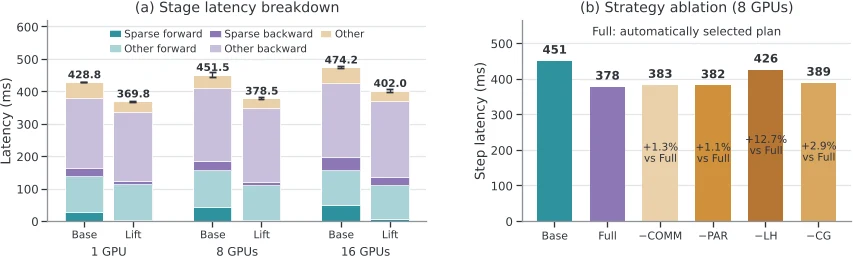 (a) Stage latency breakdown
Sparse forward Sparse backward Other
Other forward Other backward
Latency (ms)
600
500
400
300
200
100
0
428.8
369.8
451.5
378.5
474.2
402.0
Base Lift Base Lift Base Lift
1 GPU 8 GPUs 16 GPUs
(b) Strategy ablation (8 GPUs)
Full: automatically selected plan
Step latency (ms)
500
400
300
200
100
0
451
378
383
382
426
389
+1.3%
vs Full
+1.1%
vs Full
+12.7%
vs Full
+2.9%
vs Full
Base Full −COMM −PAR −LH −CG